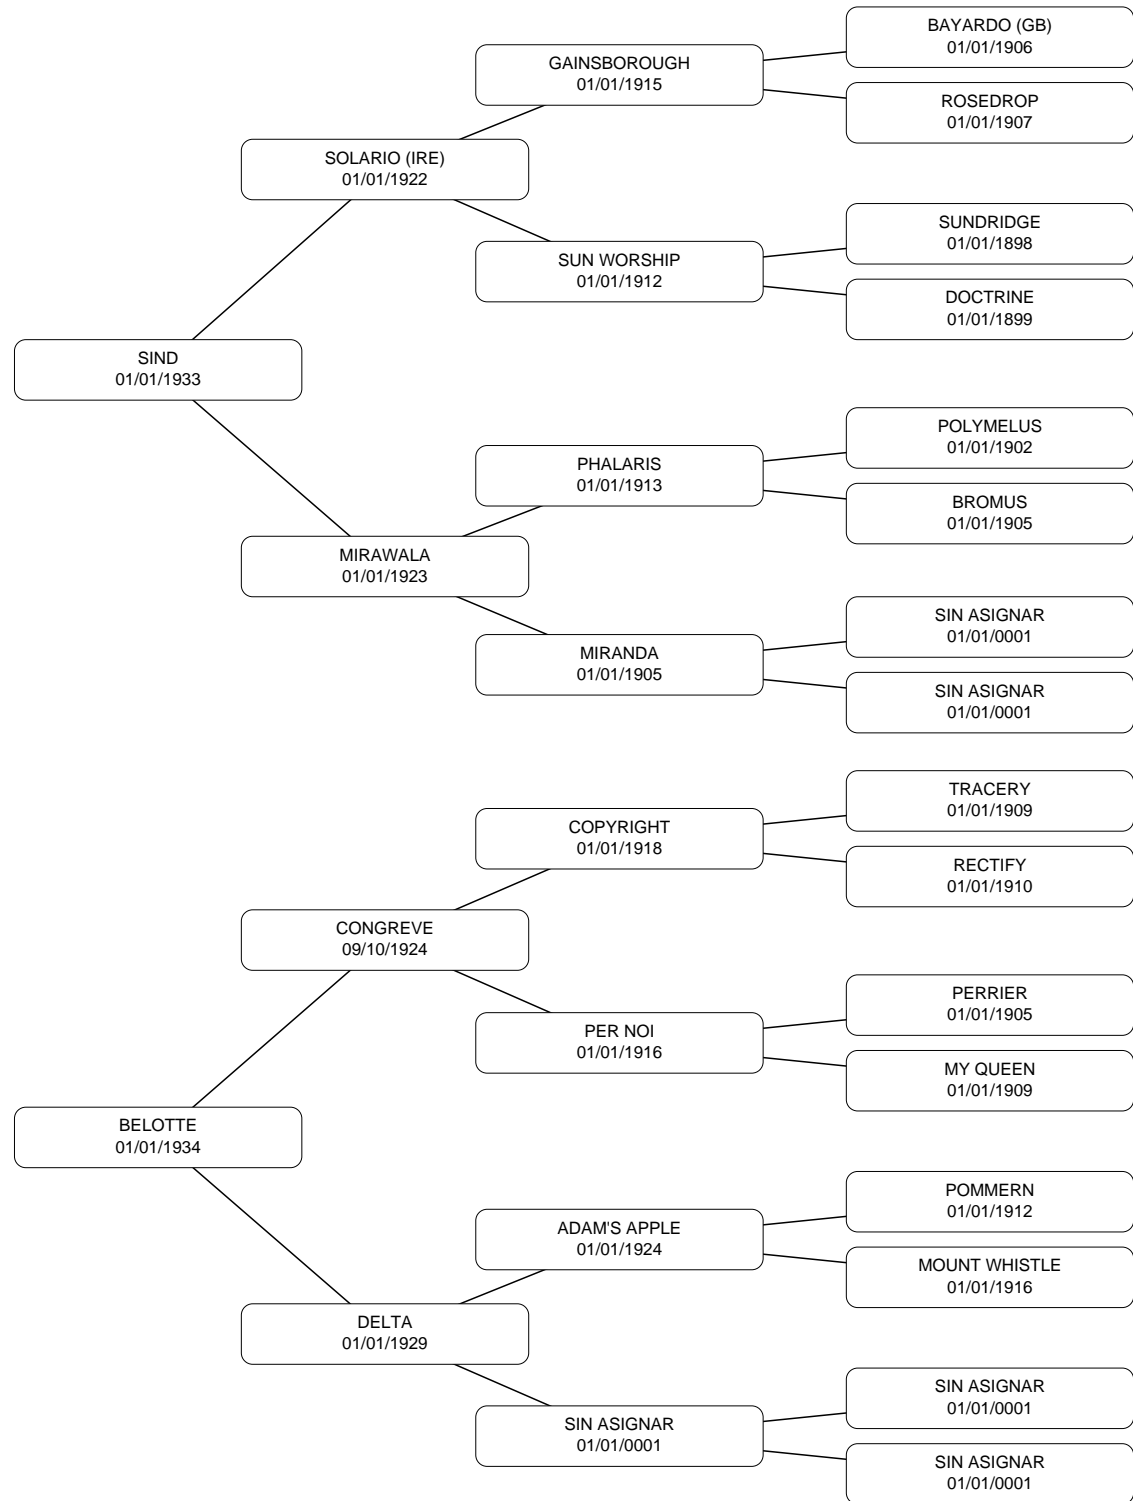 BAYARDO (GB)
01/01/1906
GAINSBOROUGH
01/01/1915
ROSEDROP
01/01/1907
SOLARIO (IRE)
01/01/1922
SUNDRIDGE
01/01/1898
SUN WORSHIP
01/01/1912
DOCTRINE
01/01/1899
SIND
01/01/1933
POLYMELUS
01/01/1902
PHALARIS
01/01/1913
BROMUS
01/01/1905
MIRAWALA
01/01/1923
SIN ASIGNAR
01/01/0001
MIRANDA
01/01/1905
SIN ASIGNAR
01/01/0001
TRACERY
01/01/1909
COPYRIGHT
01/01/1918
RECTIFY
01/01/1910
CONGREVE
09/10/1924
PERRIER
01/01/1905
PER NOI
01/01/1916
MY QUEEN
01/01/1909
BELOTTE
01/01/1934
POMMERN
01/01/1912
ADAM'S APPLE
01/01/1924
MOUNT WHISTLE
01/01/1916
DELTA
01/01/1929
SIN ASIGNAR
01/01/0001
SIN ASIGNAR
01/01/0001
SIN ASIGNAR
01/01/0001